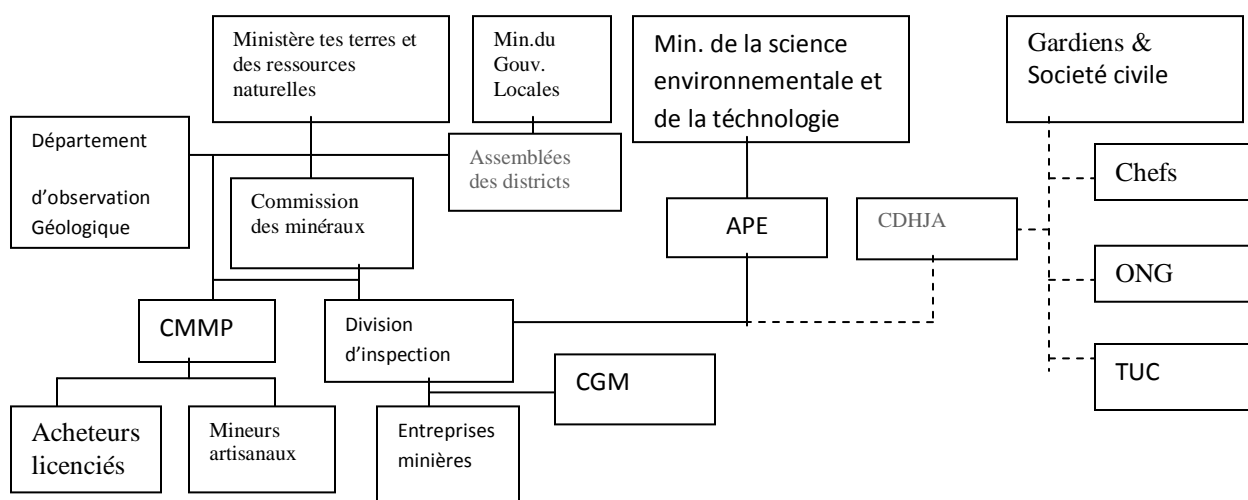 Ministère tes terres et
des ressources
naturelles
Min.du
Gouv.
Locales
Min. de la science
environnementale et
de la téchnologie
Gardiens &
Societé civile
Département
d’observation
Géologique
Assemblées
des districts
Commission
des minéraux
APE
CDHJA
Chefs
ONG
TUC
CMMP
Division
d’inspection
CGM
Acheteurs
licenciés
Mineurs
artisanaux
Entreprises
minières